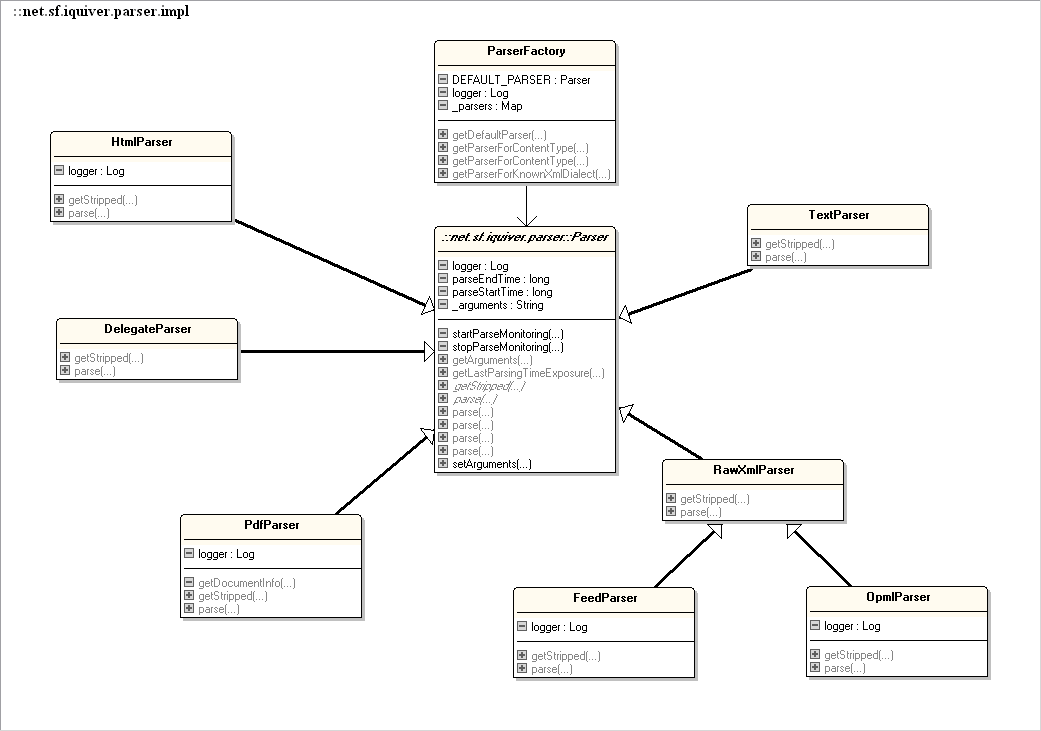 ::net.sf.iquiver.parser.impl
ParserFactory
DEFAULT_PARSER : Parser
logger : Log
_parsers : Map
getDefaultParser(...)
getParserForContentType(...)
getParserForContentType(...)
getParserForKnownXmlDialect(...)
HtmlParser
logger : Log
getStripped(...)
parse(...)
TextParser
getStripped(...)
parse(...)
::net.sf.iquiver.parser::Parser
logger : Log
parseEndTime : long
parseStartTime : long
_arguments : String
startParseMonitoring(...)
stopParseMonitoring(...)
getArguments(...)
getLastParsingTimeExposure(...)
getStripped(...)
parse(...)
parse(...)
parse(...)
parse(...)
parse(...)
setArguments(...)
DelegateParser
getStripped(...)
parse(...)
RawXmlParser
getStripped(...)
parse(...)
PdfParser
logger : Log
getDocumentInfo(...)
getStripped(...)
parse(...)
FeedParser
logger : Log
getStripped(...)
parse(...)
OpmlParser
logger : Log
getStripped(...)
parse(...)